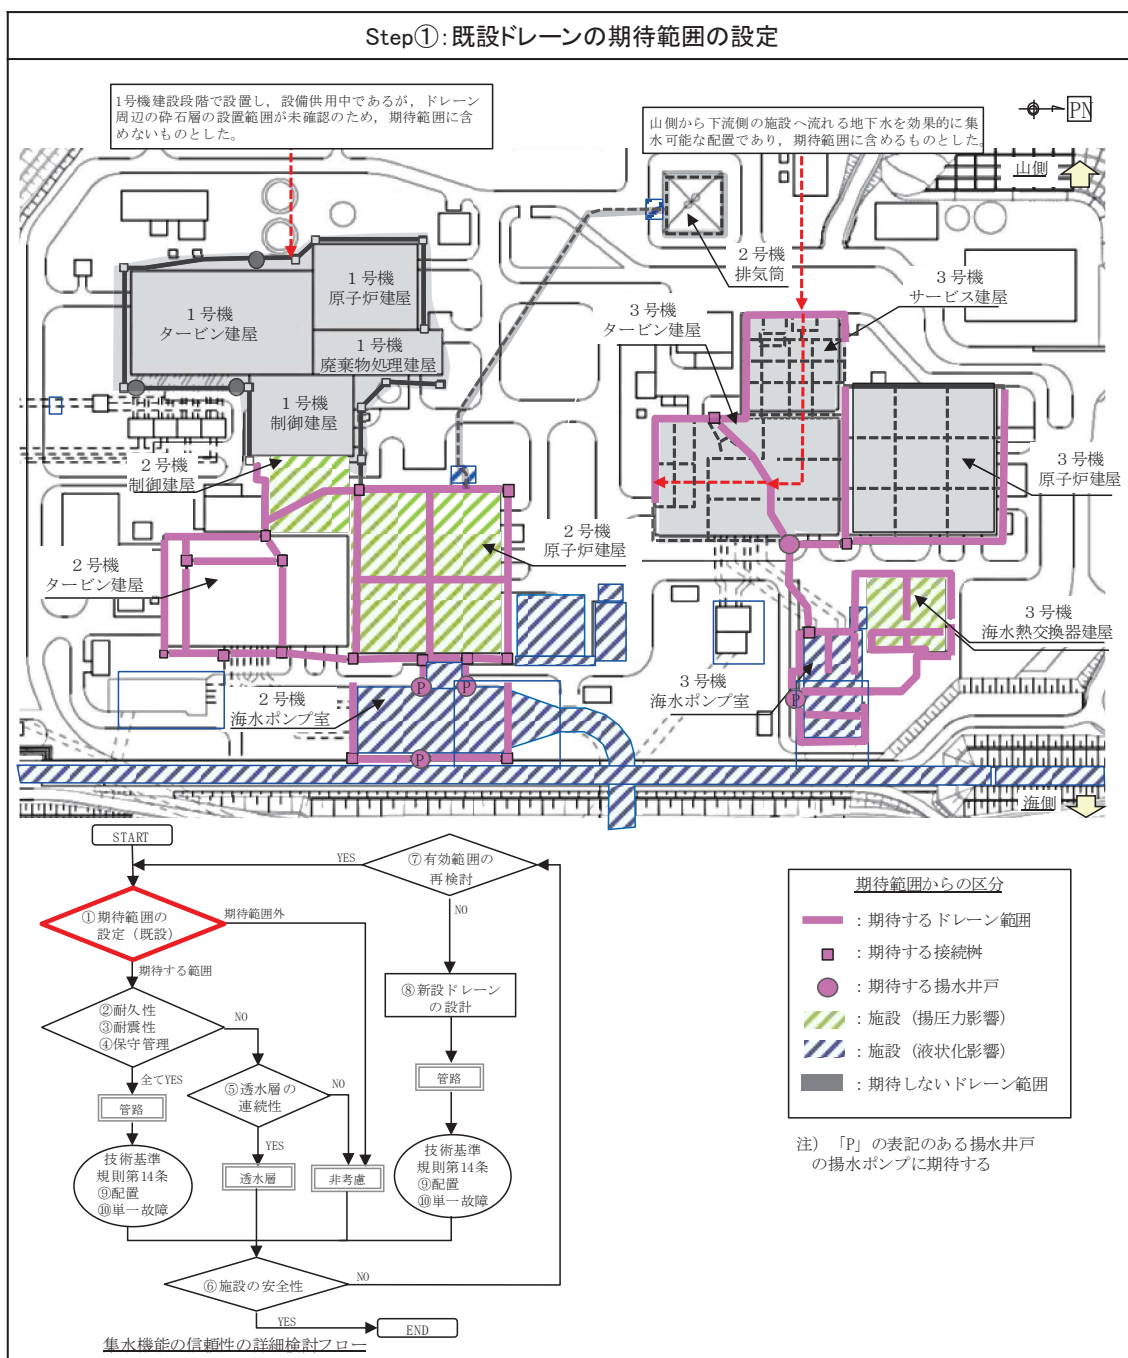 Step①：既設ドレーンの期待範囲の設定
1号機建設段階で設置し，設備供用中であるが，ドレーン
周辺の砕石層の設置範囲が未確認のため，期待範囲に含
めないものとした。
山側から下流側の施設へ流れる地下水を効果的に集
水可能な配置であり，期待範囲に含めるものとした。
PN
山側
２号機
排気筒
３号機
サービス建屋
３号機
タービン建屋
１号機
原子炉建屋
１号機
タービン建屋
１号機
廃棄物処理建屋
１号機
制御建屋
２号機
制御建屋
３号機
原子炉建屋
２号機
原子炉建屋
２号機
タービン建屋
３号機
海水熱交換器建屋
２号機
海水ポンプ室
３号機
海水ポンプ室
P
P
P
P
海側
START
①期待範囲の
設定（既設）
期待範囲外
期待する範囲
②耐久性
③耐震性
④保守管理
NO
全てYES
管路
⑤透水層の
連続性
NO
YES
透水層
非考慮
技術基準
規則第14条
⑨配置
⑩単一故障
⑥施設の安全性
NO
YES
END
⑦有効範囲の
再検討
YES
NO
⑧新設ドレーン
の設計
管路
技術基準
規則第14条
⑨配置
⑩単一故障
集水機能の信頼性の詳細検討フロー
期待範囲からの区分
：期待するドレーン範囲
：期待する接続桝
：期待する揚水井戸
：施設（揚圧力影響）
：施設（液状化影響）
：期待しないドレーン範囲
注）「P」の表記のある揚水井戸
の揚水ポンプに期待する